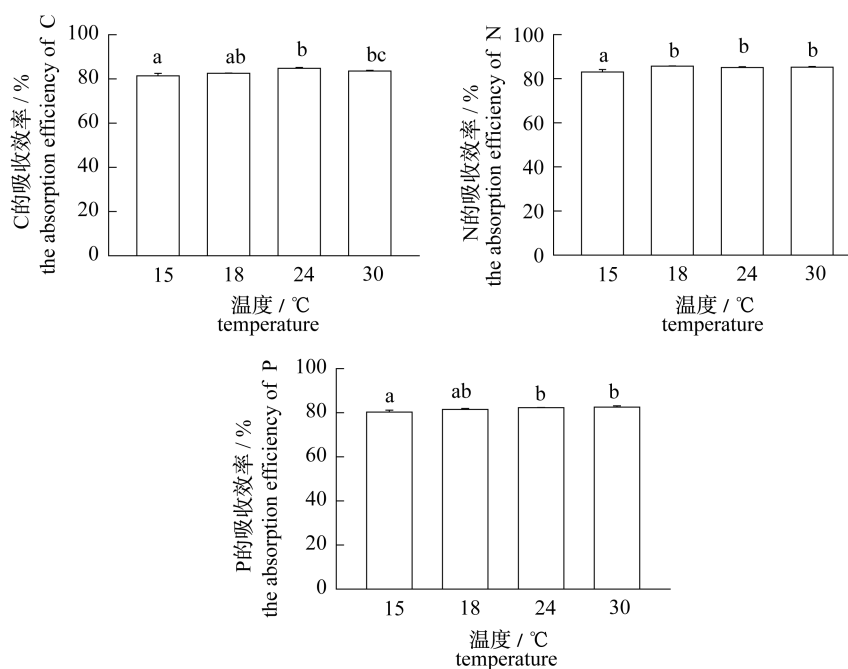 C的吸收效率 / %
the absorption efficiency of C
100
80
60
40
20
0
a
ab
b
bc
15
18
24
30
温度 / ℃
temperature
N的吸收效率 / %
the absorption efficiency of N
100
80
60
40
20
0
a
b
b
b
15
18
24
30
温度 / ℃
temperature
P的吸收效率 / %
the absorption efficiency of P
100
80
60
40
20
0
a
ab
b
b
15
18
24
30
温度 / ℃
temperature